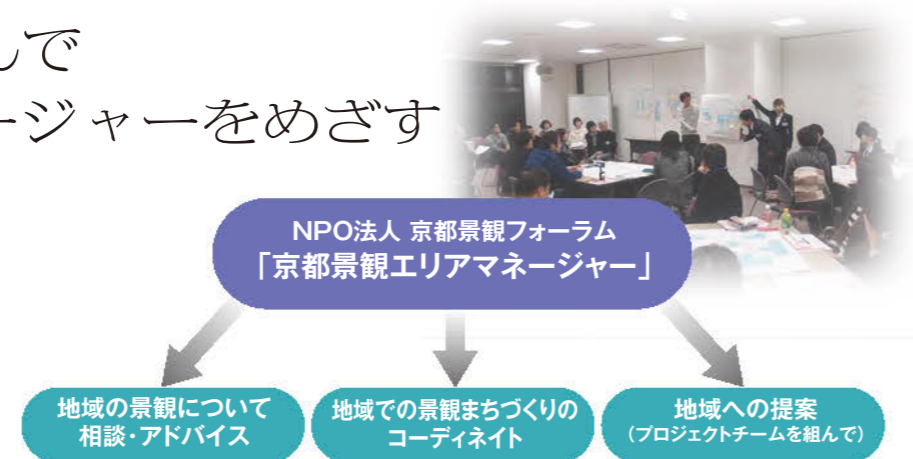 んで
ージャーをめざす
NPO法人 京都景観フォーラム
「京都景観エリアマネージャー」
地域の景観について
相談・アドバイス
地域での景観まちづくりの
コーディネイト
地域への提案
(プロジェクトチームを組んで)